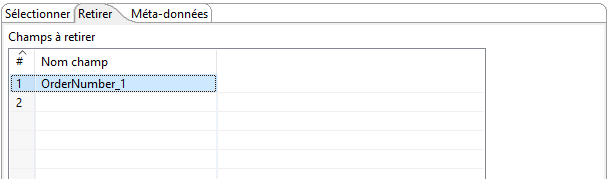 Sélectionner Retirer Méta-données
Champs à retirer
# Nom champ
1 OrderNumber_1
2